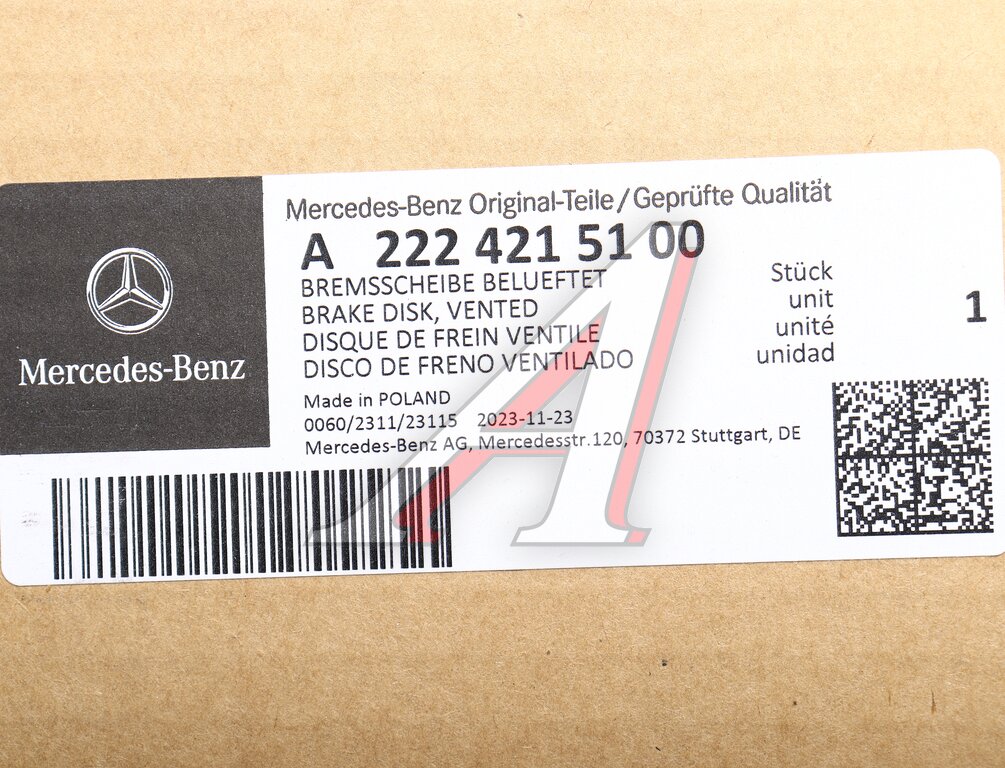 Mercedes-Benz Original-Teile/Geprüfte Qualität
A 222 421 51 00
BREMSSCHEIBE BELUEFTET
BRAKE DISK, VENTED
DISQUE DE FREIN VENTILE
DISCO DE FRENO VENTILADO
Stück
unit
unité
unidad
1
Mercedes-Benz
Made in POLAND
0060/2311/23115 2023-11-23
Mercedes-Benz AG, Mercedesstr.120, 70372 Stuttgart, DE
A